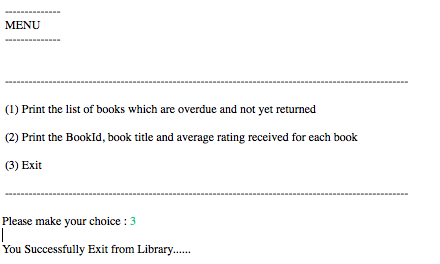 --------------
MENU
--------------
----------------------------------------------------------------------------------------------------
(1) Print the list of books which are overdue and not yet returned
(2) Print the BookId, book title and average rating received for each book
(3) Exit
----------------------------------------------------------------------------------------------------
Please make your choice : 3
You Successfully Exit from Library......